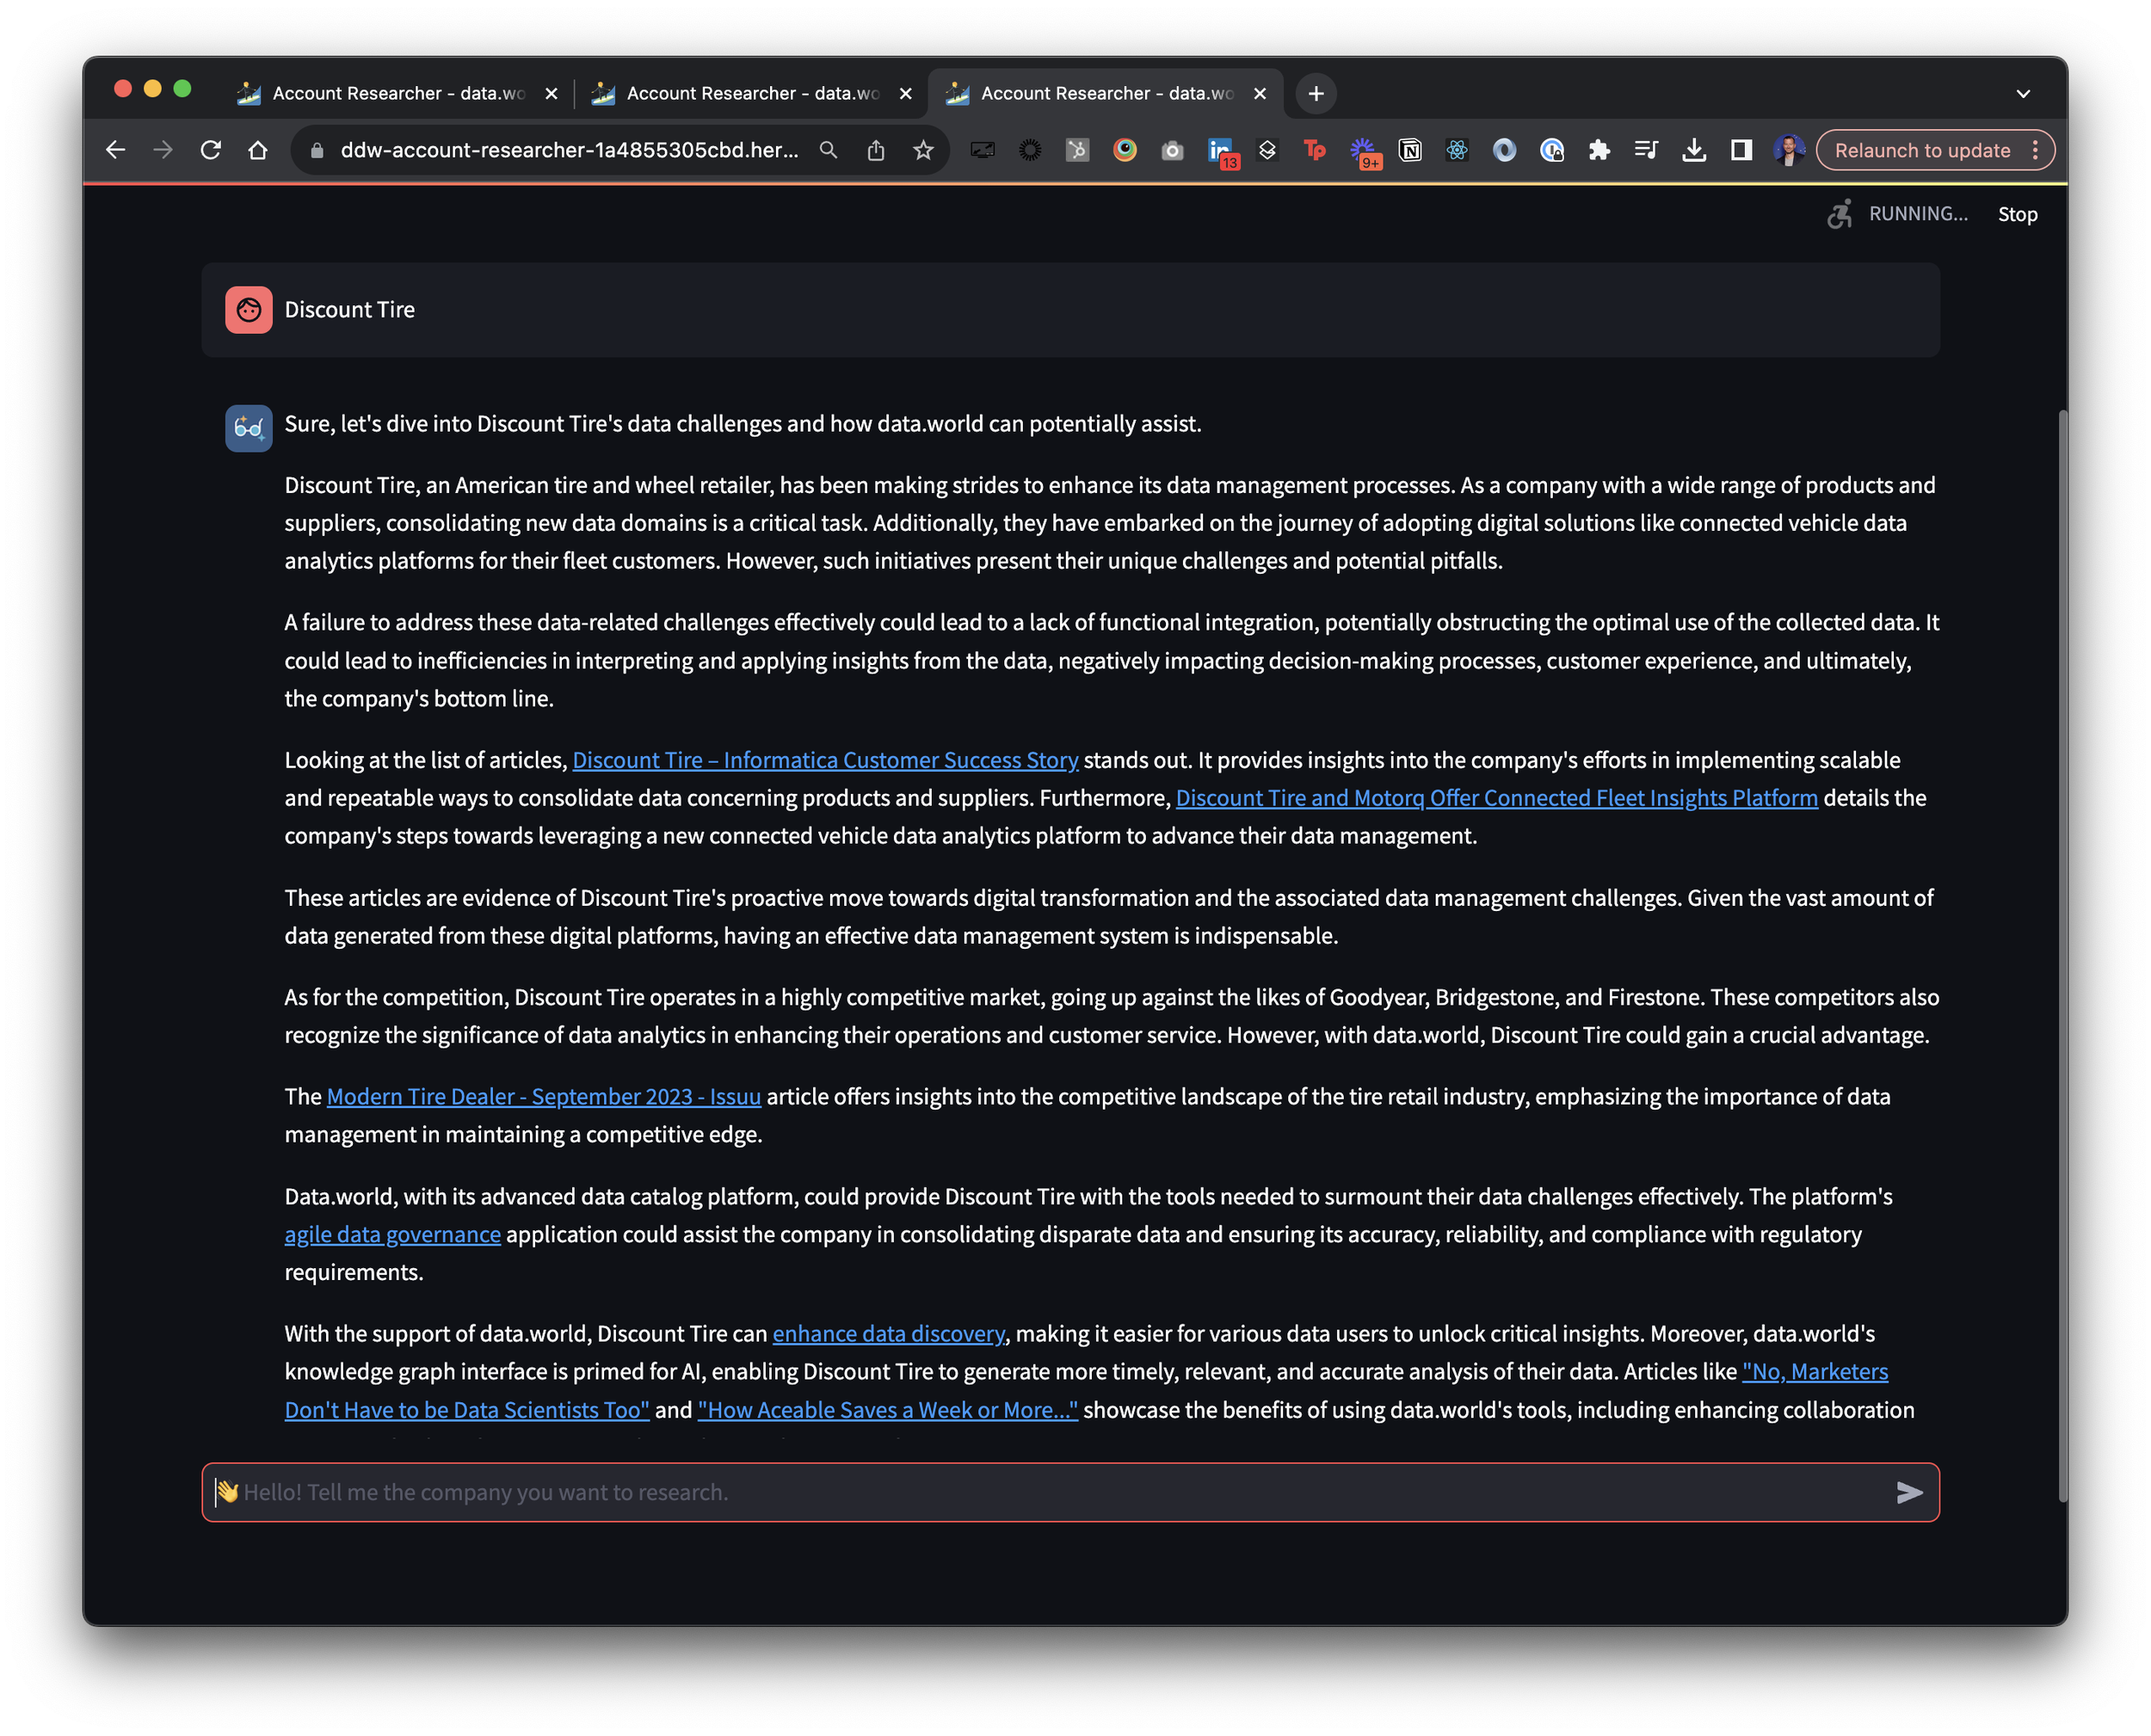 Account Researcher - data.wo
Account Researcher - data.wo
Account Researcher - data.wo
ddw-account-researcher-1a4855305cbd.her...
13
Tp
9+
Relaunch to update
RUNNING...
Stop
Discount Tire
Sure, let's dive into Discount Tire's data challenges and how data.world can potentially assist.
Discount Tire, an American tire and wheel retailer, has been making strides to enhance its data management processes. As a company with a wide range of products and
suppliers, consolidating new data domains is a critical task. Additionally, they have embarked on the journey of adopting digital solutions like connected vehicle data
analytics platforms for their fleet customers. However, such initiatives present their unique challenges and potential pitfalls.
A failure to address these data-related challenges effectively could lead to a lack of functional integration, potentially obstructing the optimal use of the collected data. It
could lead to inefficiencies in interpreting and applying insights from the data, negatively impacting decision-making processes, customer experience, and ultimately,
the company's bottom line.
Looking at the list of articles, Discount Tire – Informatica Customer Success Story stands out. It provides insights into the company's efforts in implementing scalable
and repeatable ways to consolidate data concerning products and suppliers. Furthermore, Discount Tire and Motorq Offer Connected Fleet Insights Platform details the
company's steps towards leveraging a new connected vehicle data analytics platform to advance their data management.
These articles are evidence of Discount Tire's proactive move towards digital transformation and the associated data management challenges. Given the vast amount of
data generated from these digital platforms, having an effective data management system is indispensable.
As for the competition, Discount Tire operates in a highly competitive market, going up against the likes of Goodyear, Bridgestone, and Firestone. These competitors also
recognize the significance of data analytics in enhancing their operations and customer service. However, with data.world, Discount Tire could gain a crucial advantage.
The Modern Tire Dealer - September 2023 - Issuu article offers insights into the competitive landscape of the tire retail industry, emphasizing the importance of data
management in maintaining a competitive edge.
Data.world, with its advanced data catalog platform, could provide Discount Tire with the tools needed to surmount their data challenges effectively. The platform's
agile data governance application could assist the company in consolidating disparate data and ensuring its accuracy, reliability, and compliance with regulatory
requirements.
With the support of data.world, Discount Tire can enhance data discovery, making it easier for various data users to unlock critical insights. Moreover, data.world's
knowledge graph interface is primed for AI, enabling Discount Tire to generate more timely, relevant, and accurate analysis of their data. Articles like "No, Marketers
Don't Have to be Data Scientists Too" and "How Aceable Saves a Week or More..." showcase the benefits of using data.world's tools, including enhancing collaboration
👋 Hello! Tell me the company you want to research.